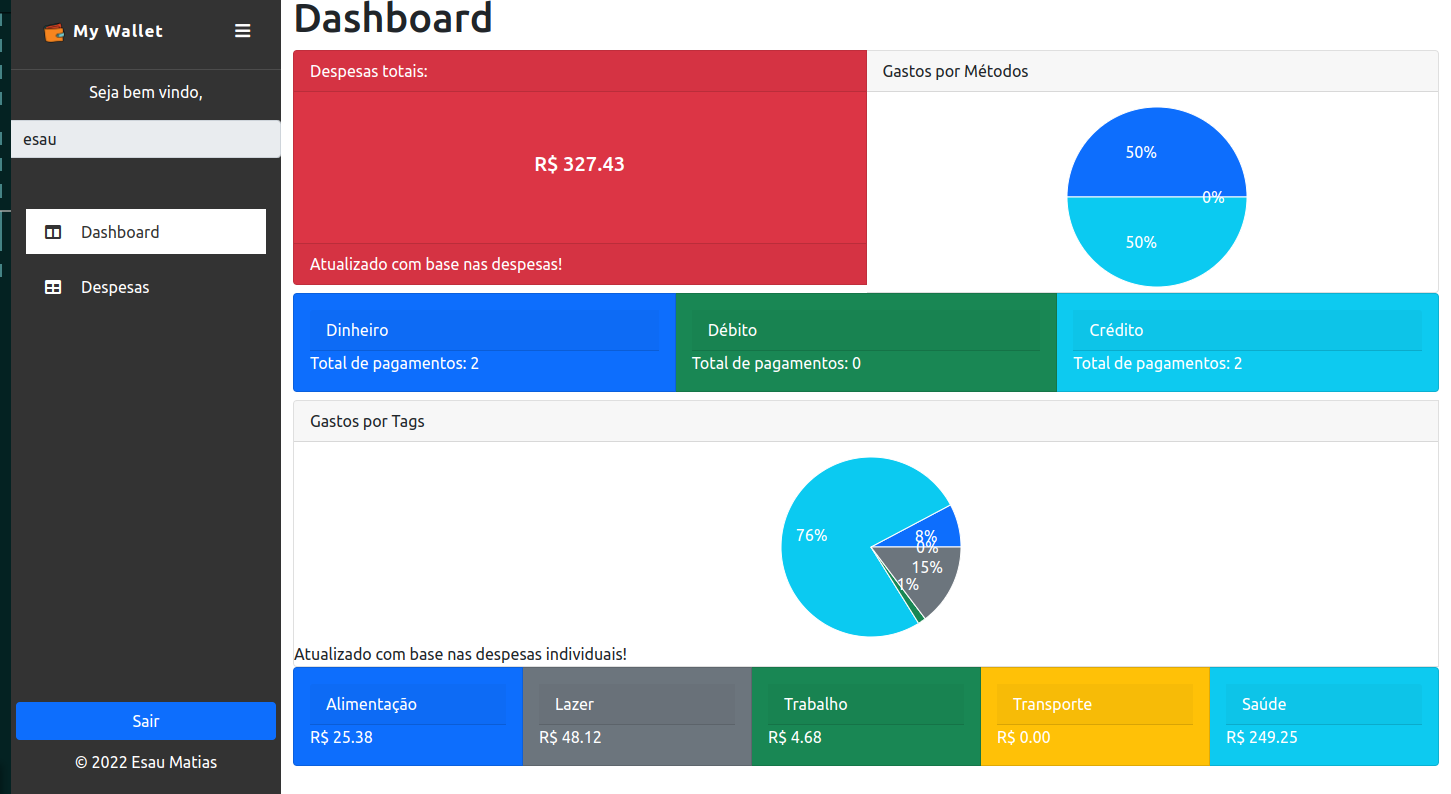 My Wallet
Seja bem vindo,
esau
Dashboard
Despesas
Sair
© 2022 Esau Matias
Dashboard
Despesas totais:
R$ 327.43
Atualizado com base nas despesas!
Gastos por Métodos
50%
0%
50%
Dinheiro
Total de pagamentos: 2
Débito
Total de pagamentos: 0
Crédito
Total de pagamentos: 2
Gastos por Tags
76%
8%
0%
15%
1%
Atualizado com base nas despesas individuais!
Alimentação
R$ 25.38
Lazer
R$ 48.12
Trabalho
R$ 4.68
Transporte
R$ 0.00
Saúde
R$ 249.25